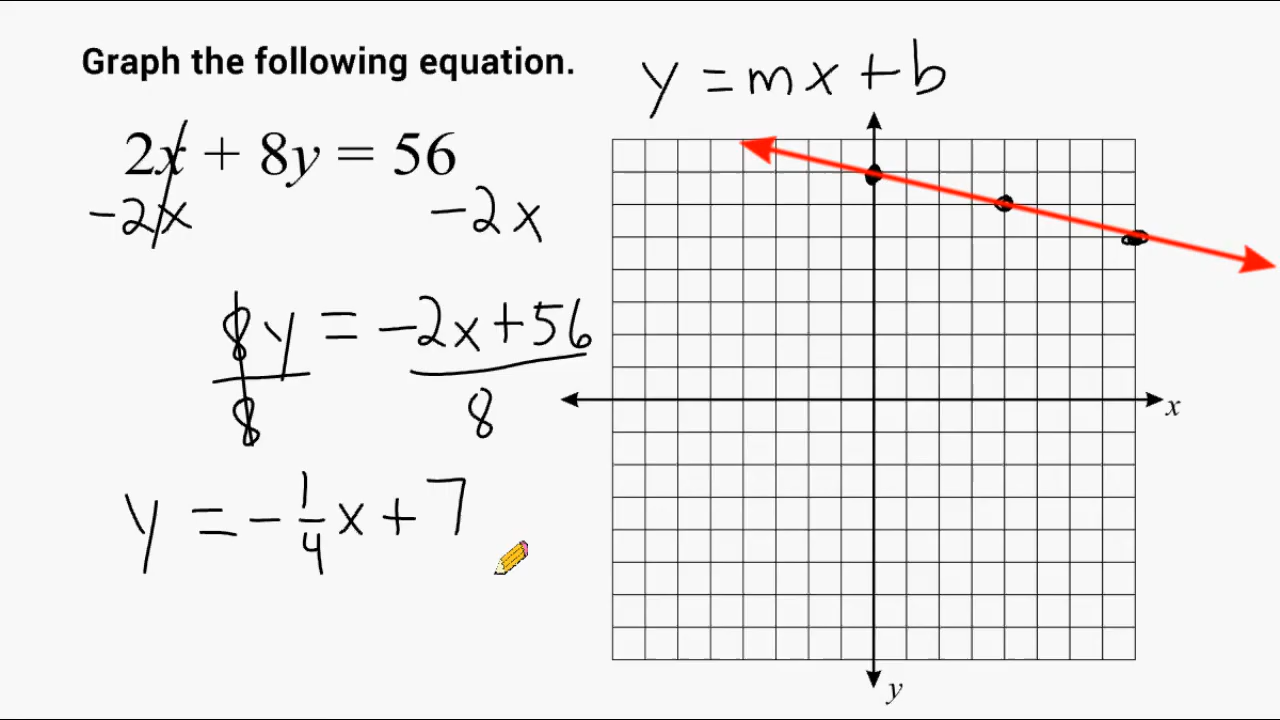 Graph the following equation.
y = mx + b
2x + 8y = 56
-2x -2x
8y = -2x + 56
8 8
y = -1/4 x + 7
x
y